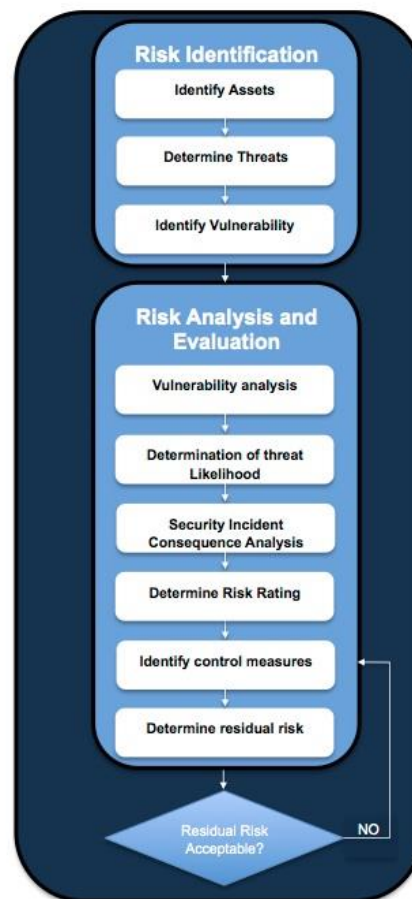 Risk Identification
Identify Assets
Determine Threats
Identify Vulnerability
Risk Analysis and
Evaluation
Vulnerability analysis
Determination of threat
Likelihood
Security Incident
Consequence Analysis
Determine Risk Rating
Identify control measures
Determine residual risk
Residual Risk
Acceptable?
NO